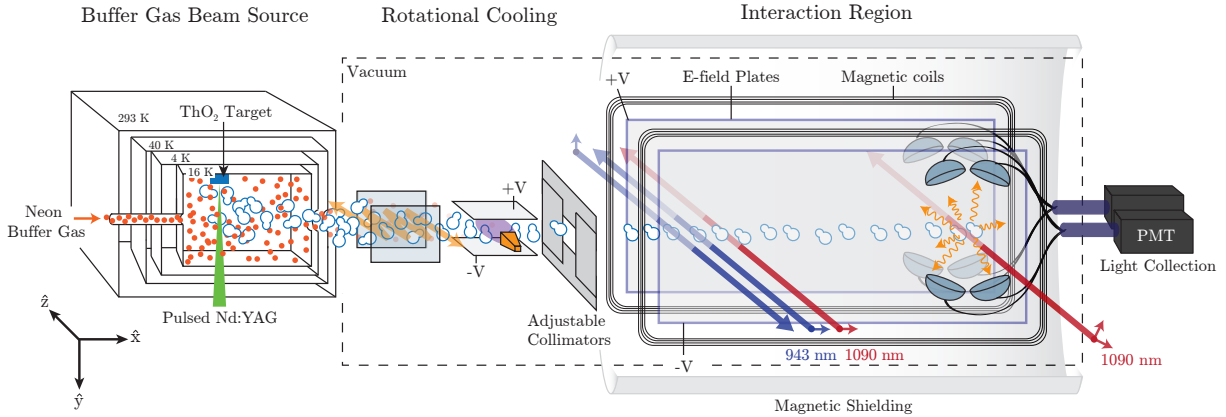 Buffer Gas Beam Source
Rotational Cooling
Interaction Region
Vacuum
ThO₂ Target
293 K
40 K
4 K
16 K
Neon
Buffer Gas
Pulsed Nd:YAG
ẑ
x̂
ŷ
+V
-V
Adjustable
Collimators
+V
E-field Plates
Magnetic coils
-V
943 nm
1090 nm
1090 nm
PMT
Light Collection
Magnetic Shielding